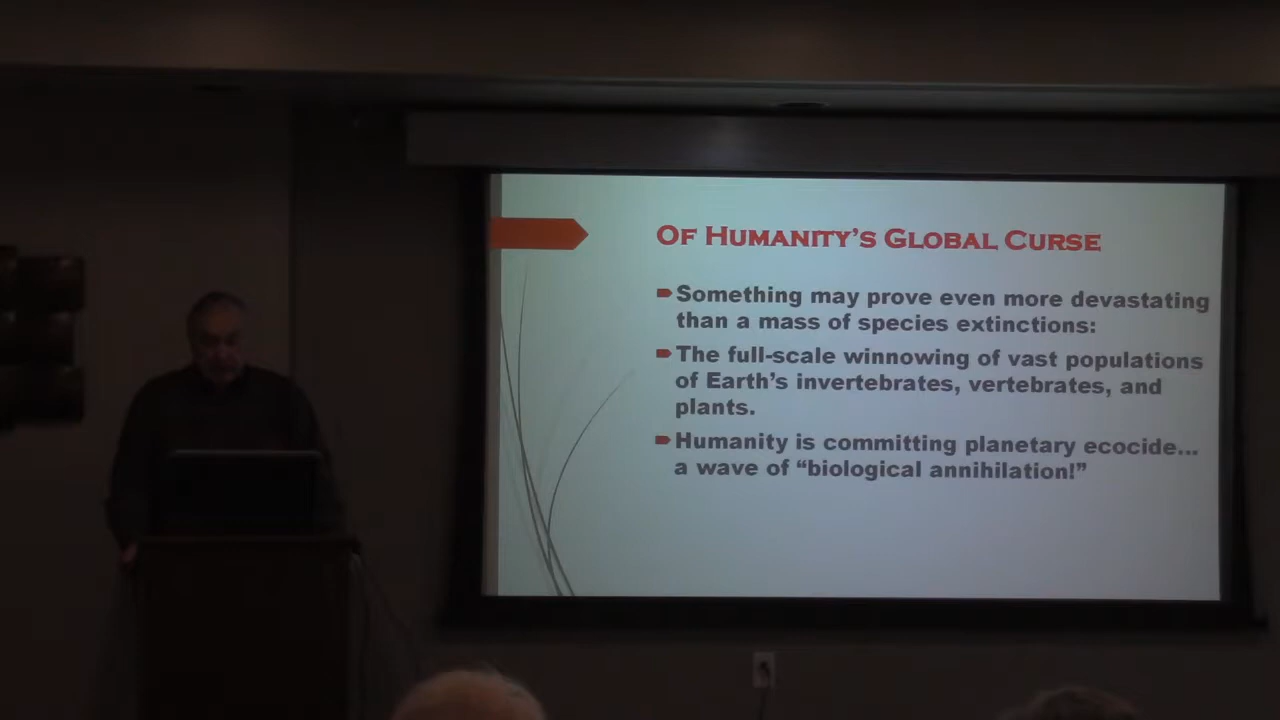 Of Humanity's Global Curse
Something may prove even more devastating
than a mass of species extinctions:
The full-scale winnowing of vast populations
of Earth's invertebrates, vertebrates, and
plants.
Humanity is committing planetary ecocide...
a wave of “biological annihilation!”